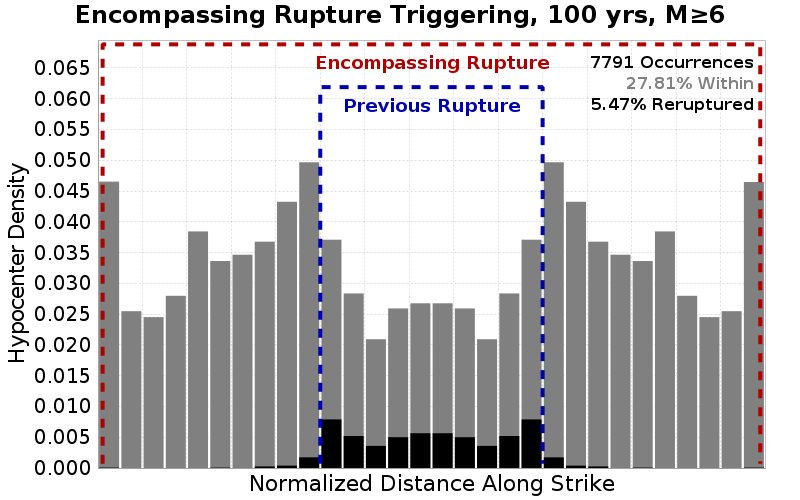 Encompassing Rupture Triggering, 100 yrs, M≥6
Encompassing Rupture
7791 Occurrences
27.81% Within
5.47% Reruptured
Previous Rupture
Hypocenter Density
0.065
0.060
0.055
0.050
0.045
0.040
0.035
0.030
0.025
0.020
0.015
0.010
0.005
0.000
Normalized Distance Along Strike